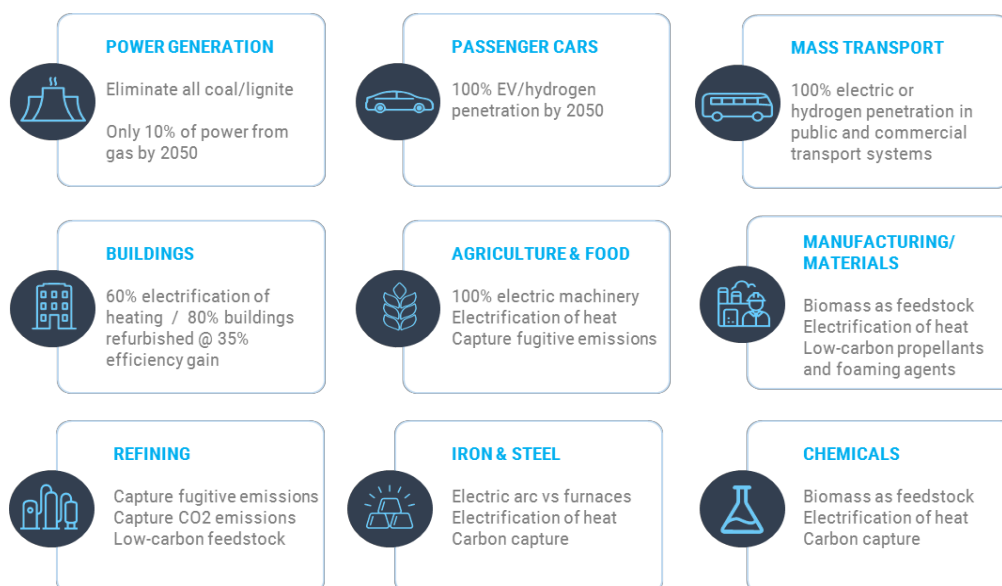 POWER GENERATION
Eliminate all coal/lignite
Only 10% of power from
gas by 2050
PASSENGER CARS
100% EV/hydrogen
penetration by 2050
MASS TRANSPORT
100% electric or
hydrogen penetration in
public and commercial
transport systems
BUILDINGS
60% electrification of
heating / 80% buildings
refurbished @ 35%
efficiency gain
AGRICULTURE & FOOD
100% electric machinery
Electrification of heat
Capture fugitive emissions
MANUFACTURING/
MATERIALS
Biomass as feedstock
Electrification of heat
Low-carbon propellants
and foaming agents
REFINING
Capture fugitive emissions
Capture CO2 emissions
Low-carbon feedstock
IRON & STEEL
Electric arc vs furnaces
Electrification of heat
Carbon capture
CHEMICALS
Biomass as feedstock
Electrification of heat
Carbon capture